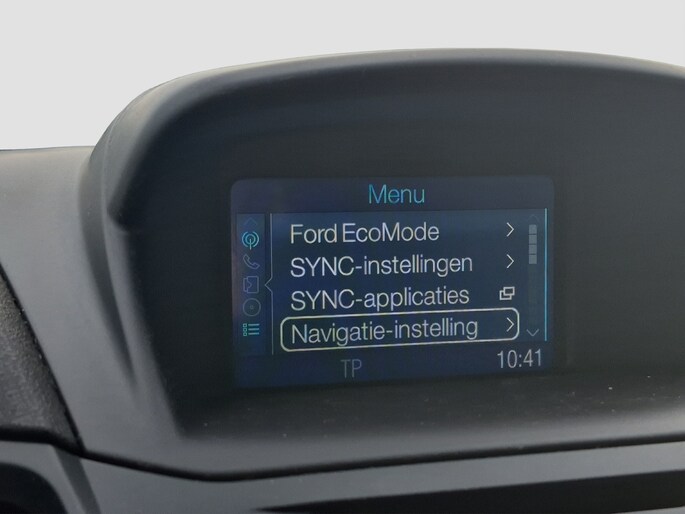 Menu
Ford EcoMode
SYNC-instellingen
SYNC-applicaties
Navigatie-instelling
TP
10:41